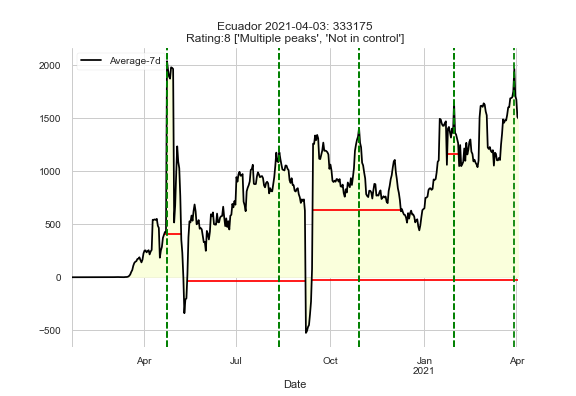 Ecuador 2021-04-03: 333175
Rating:8 ['Multiple peaks', 'Not in control']
Average-7d
2000
1500
1000
500
0
−500
Apr
Jul
Oct
Jan
2021
Apr
Date